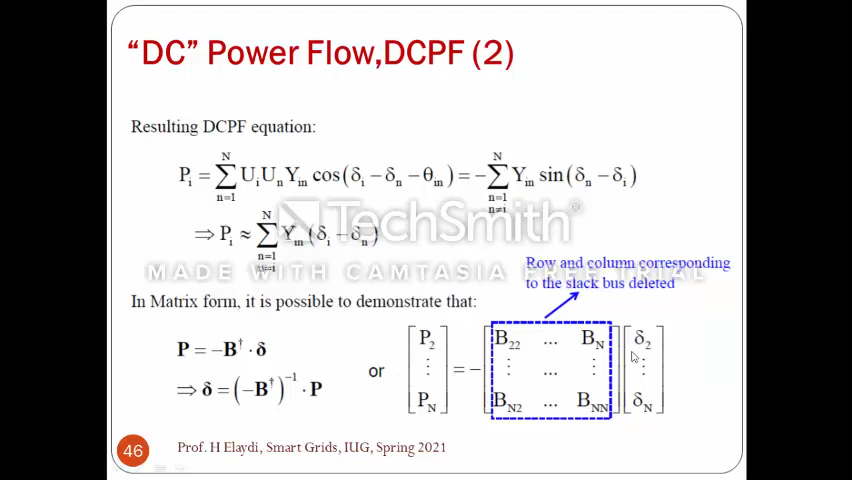 “DC” Power Flow,DCPF (2)
Resulting DCPF equation:
P_i = ∑_{n=1}^{N} U_i U_n Y_in cos(δ_i − δ_n − θ_in) = −∑_{n=1, n≠i}^{N} Y_in sin(δ_n − δ_i)
⇒ P_i ≈ ∑_{n=1, n≠i}^{N} Y_in (δ_i − δ_n)
TechSmith®
MADE WITH CAMTASIA FREE TRIAL
Row and column corresponding
to the slack bus deleted
In Matrix form, it is possible to demonstrate that:
P = −B† · δ
⇒ δ = (−B†)^{−1} · P
or
[P_2 ⋮ P_N] = −[B_22 ... B_N ⋮ ... ⋮ B_N2 ... B_NN] [δ_2 ⋮ δ_N]
46
Prof. H Elaydi, Smart Grids, IUG, Spring 2021